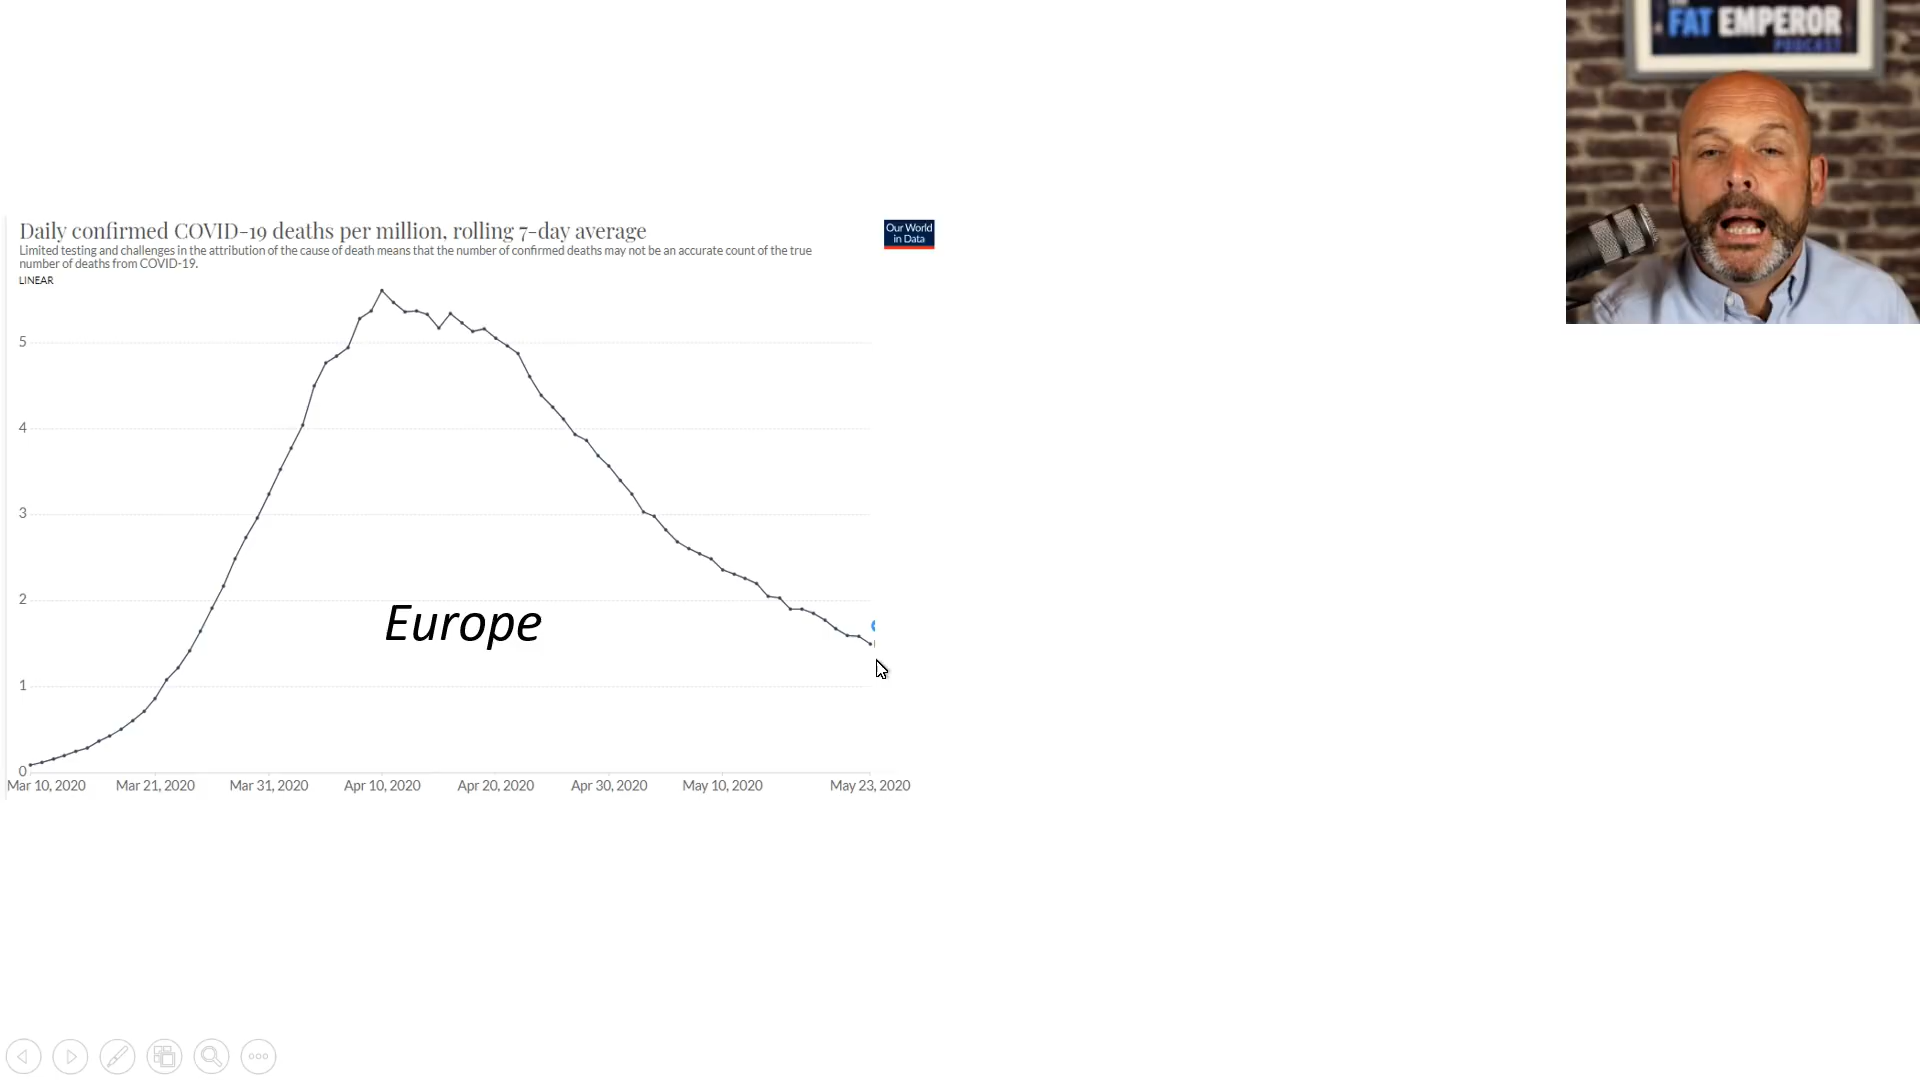 FAT EMPEROR
PODCAST
Daily confirmed COVID-19 deaths per million, rolling 7-day average
Our World
in Data
Limited testing and challenges in the attribution of the cause of death means that the number of confirmed deaths may not be an accurate count of the true
number of deaths from COVID-19.
LINEAR
5
4
3
2
Europe
1
0
Mar 10, 2020 Mar 21, 2020 Mar 31, 2020 Apr 10, 2020 Apr 20, 2020 Apr 30, 2020 May 10, 2020 May 23, 2020